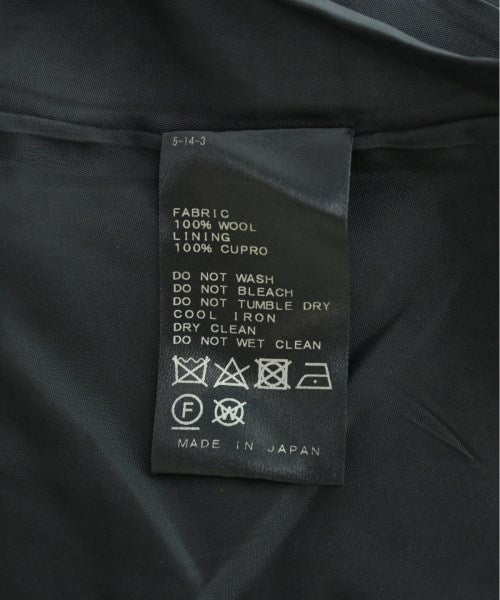 5-14-3
FABRIC
100% WOOL
LINING
100% CUPRO
DO NOT WASH
DO NOT BLEACH
DO NOT TUMBLE DRY
COOL IRON
DRY CLEAN
DO NOT WET CLEAN
F W
MADE IN JAPAN